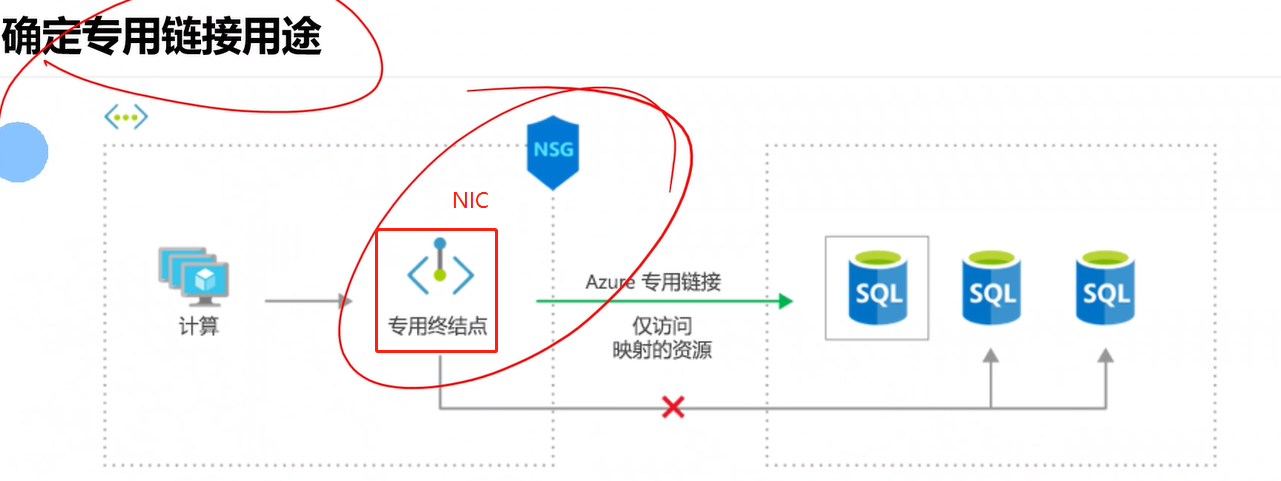 确定专用链接用途
NSG
NIC
计算
专用终结点
Azure 专用链接
仅访问
映射的资源
SQL
SQL
SQL